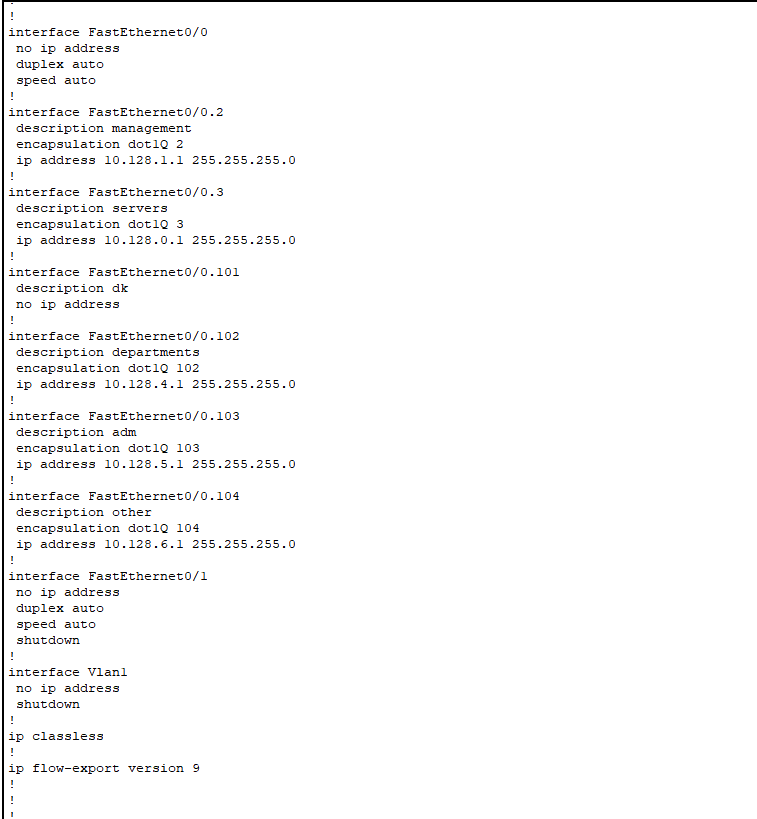 !
interface FastEthernet0/0
no ip address
duplex auto
speed auto
!
interface FastEthernet0/0.2
description management
encapsulation dot1Q 2
ip address 10.128.1.1 255.255.255.0
!
interface FastEthernet0/0.3
description servers
encapsulation dot1Q 3
ip address 10.128.0.1 255.255.255.0
!
interface FastEthernet0/0.101
description dk
no ip address
!
interface FastEthernet0/0.102
description departments
encapsulation dot1Q 102
ip address 10.128.4.1 255.255.255.0
!
interface FastEthernet0/0.103
description adm
encapsulation dot1Q 103
ip address 10.128.5.1 255.255.255.0
!
interface FastEthernet0/0.104
description other
encapsulation dot1Q 104
ip address 10.128.6.1 255.255.255.0
!
interface FastEthernet0/1
no ip address
duplex auto
speed auto
shutdown
!
interface Vlan1
no ip address
shutdown
!
ip classless
!
ip flow-export version 9
!
!
!